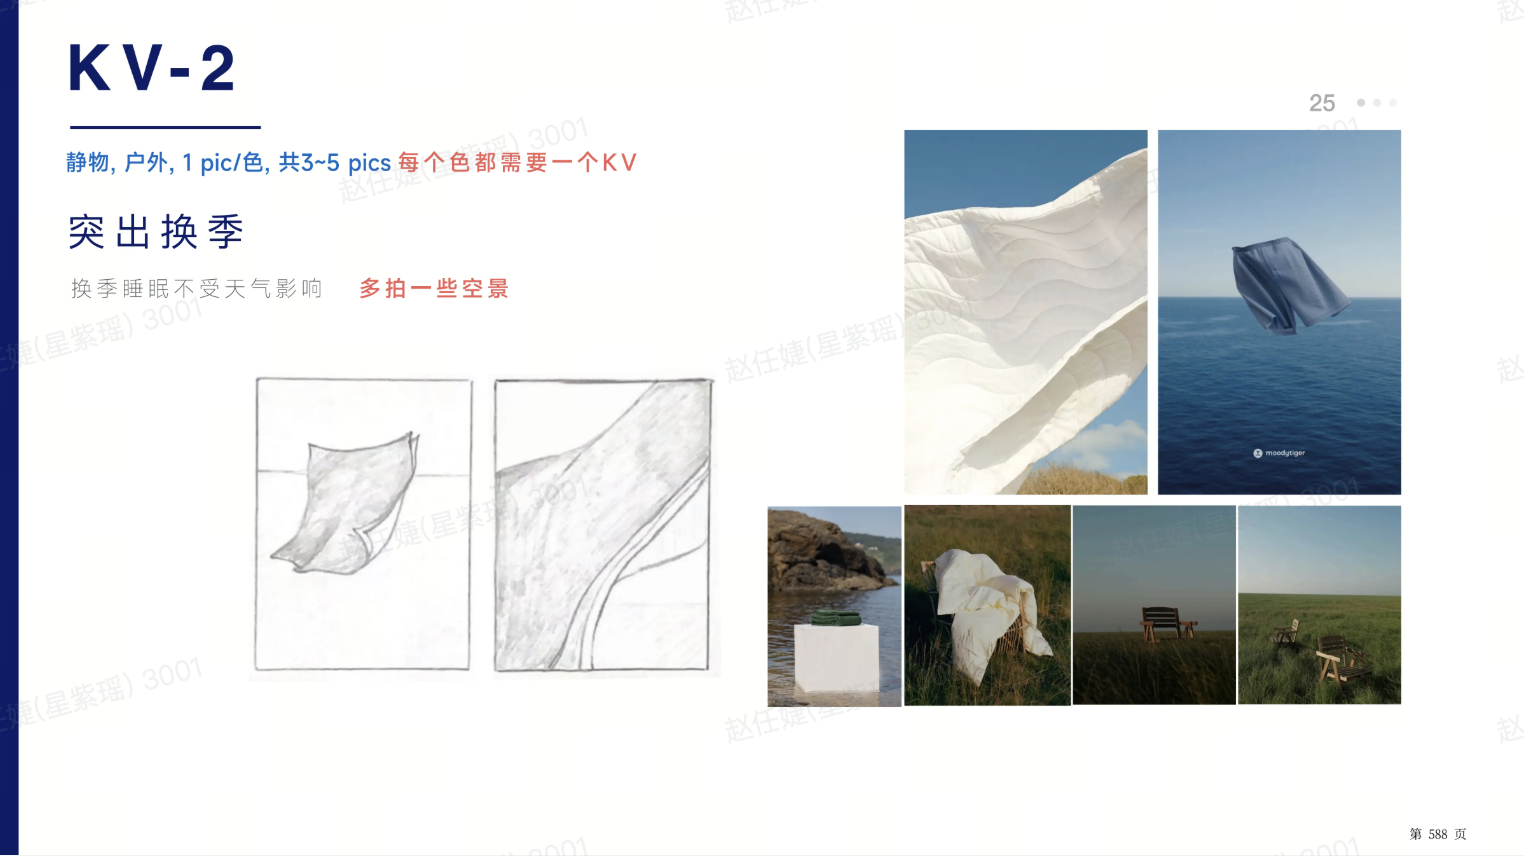 KV-2
25
静物, 户外, 1 pic/色, 共3~5 pics 每个色都需要一个KV
突出换季
换季睡眠不受天气影响 多拍一些空景
moodytiger
赵任婕(星紫瑶) 3001
第 588 页